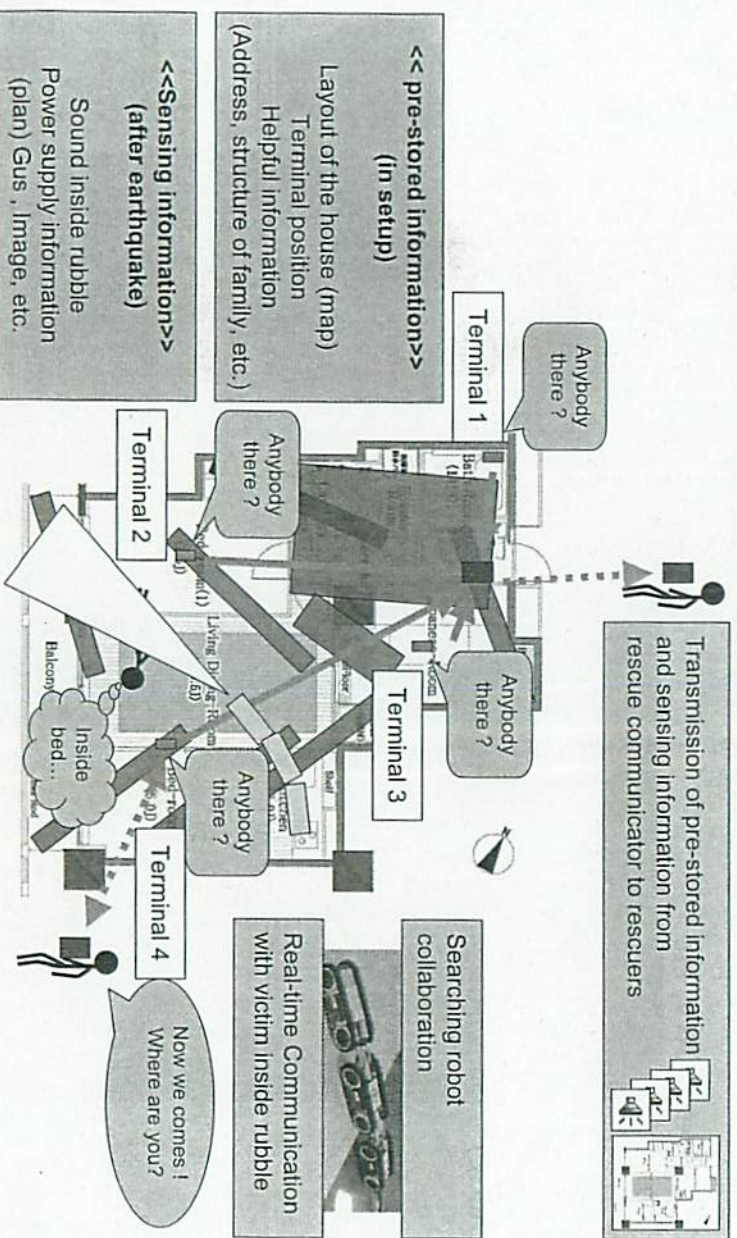 Transmission of pre-stored information
and sensing information from
rescue communicator to rescuers
<< pre-stored information>>
(in setup)
Layout of the house (map)
Terminal position
Helpful information
(Address, structure of family, etc.)
<<Sensing information>>
(after earthquake)
Sound inside rubble
Power supply information
(plan) Gus , Image, etc.
Anybody
there ?
Terminal 1
Anybody
there ?
Terminal 2
Anybody
there ?
Terminal 3
Anybody
there ?
Terminal 4
Living Dining Room
Balcony
Shelf
Inside
bed...
Searching robot
collaboration
Real-time Communication
with victim inside rubble
Now we comes !
Where are you?